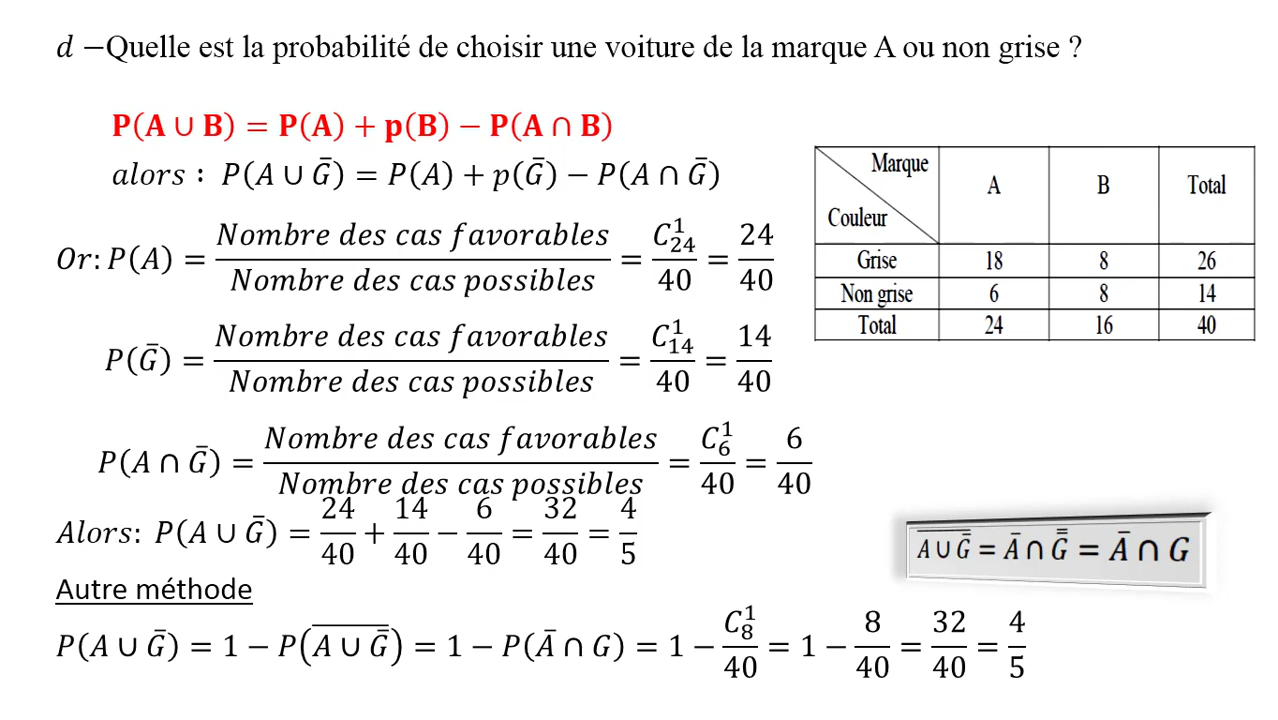 d −Quelle est la probabilité de choisir une voiture de la marque A ou non grise ?
P(A ∪ B) = P(A) + p(B) − P(A ∩ B)
alors : P(A ∪ Ḡ) = P(A) + p(Ḡ) − P(A ∩ Ḡ)
Or: P(A) = Nombre des cas favorables / Nombre des cas possibles = C¹₂₄ / 40 = 24 / 40
P(Ḡ) = Nombre des cas favorables / Nombre des cas possibles = C¹₁₄ / 40 = 14 / 40
P(A ∩ Ḡ) = Nombre des cas favorables / Nombre des cas possibles = C¹₆ / 40 = 6 / 40
Alors: P(A ∪ Ḡ) = 24/40 + 14/40 − 6/40 = 32/40 = 4/5
Autre méthode
P(A ∪ Ḡ) = 1 − P(A̅ ∪̅ Ḡ̅) = 1 − P(Ā ∩ G) = 1 − C¹₈/40 = 1 − 8/40 = 32/40 = 4/5
Marque
Couleur
A B Total
Grise 18 8 26
Non grise 6 8 14
Total 24 16 40
A̅ ∪̅ Ḡ̅ = Ā ∩ Ḡ̅ = Ā ∩ G